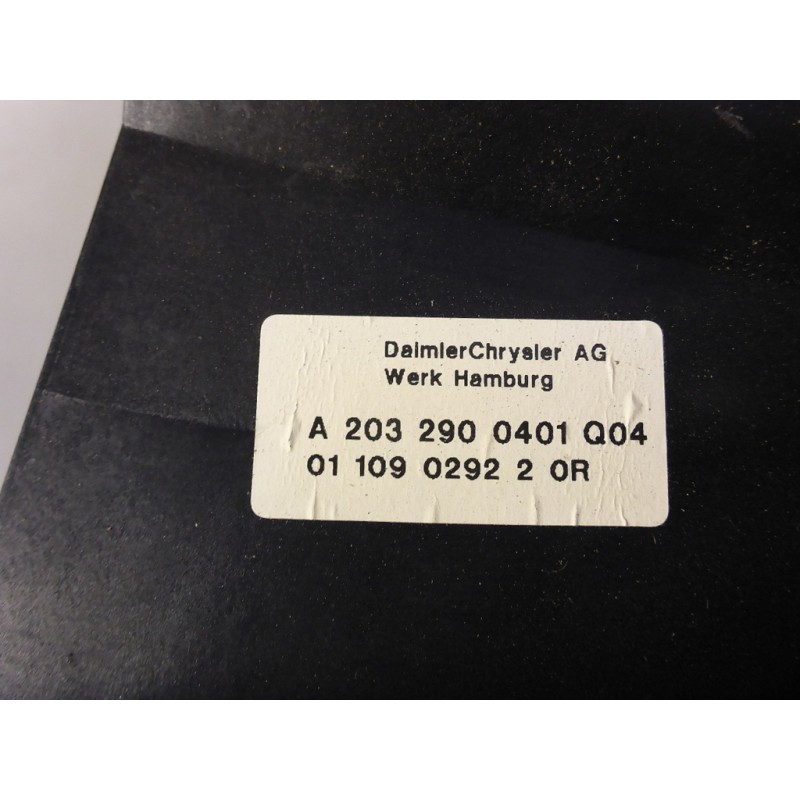 DaimlerChrysler AG
Werk Hamburg
A 203 290 0401 Q04
01 109 0292 2 0R